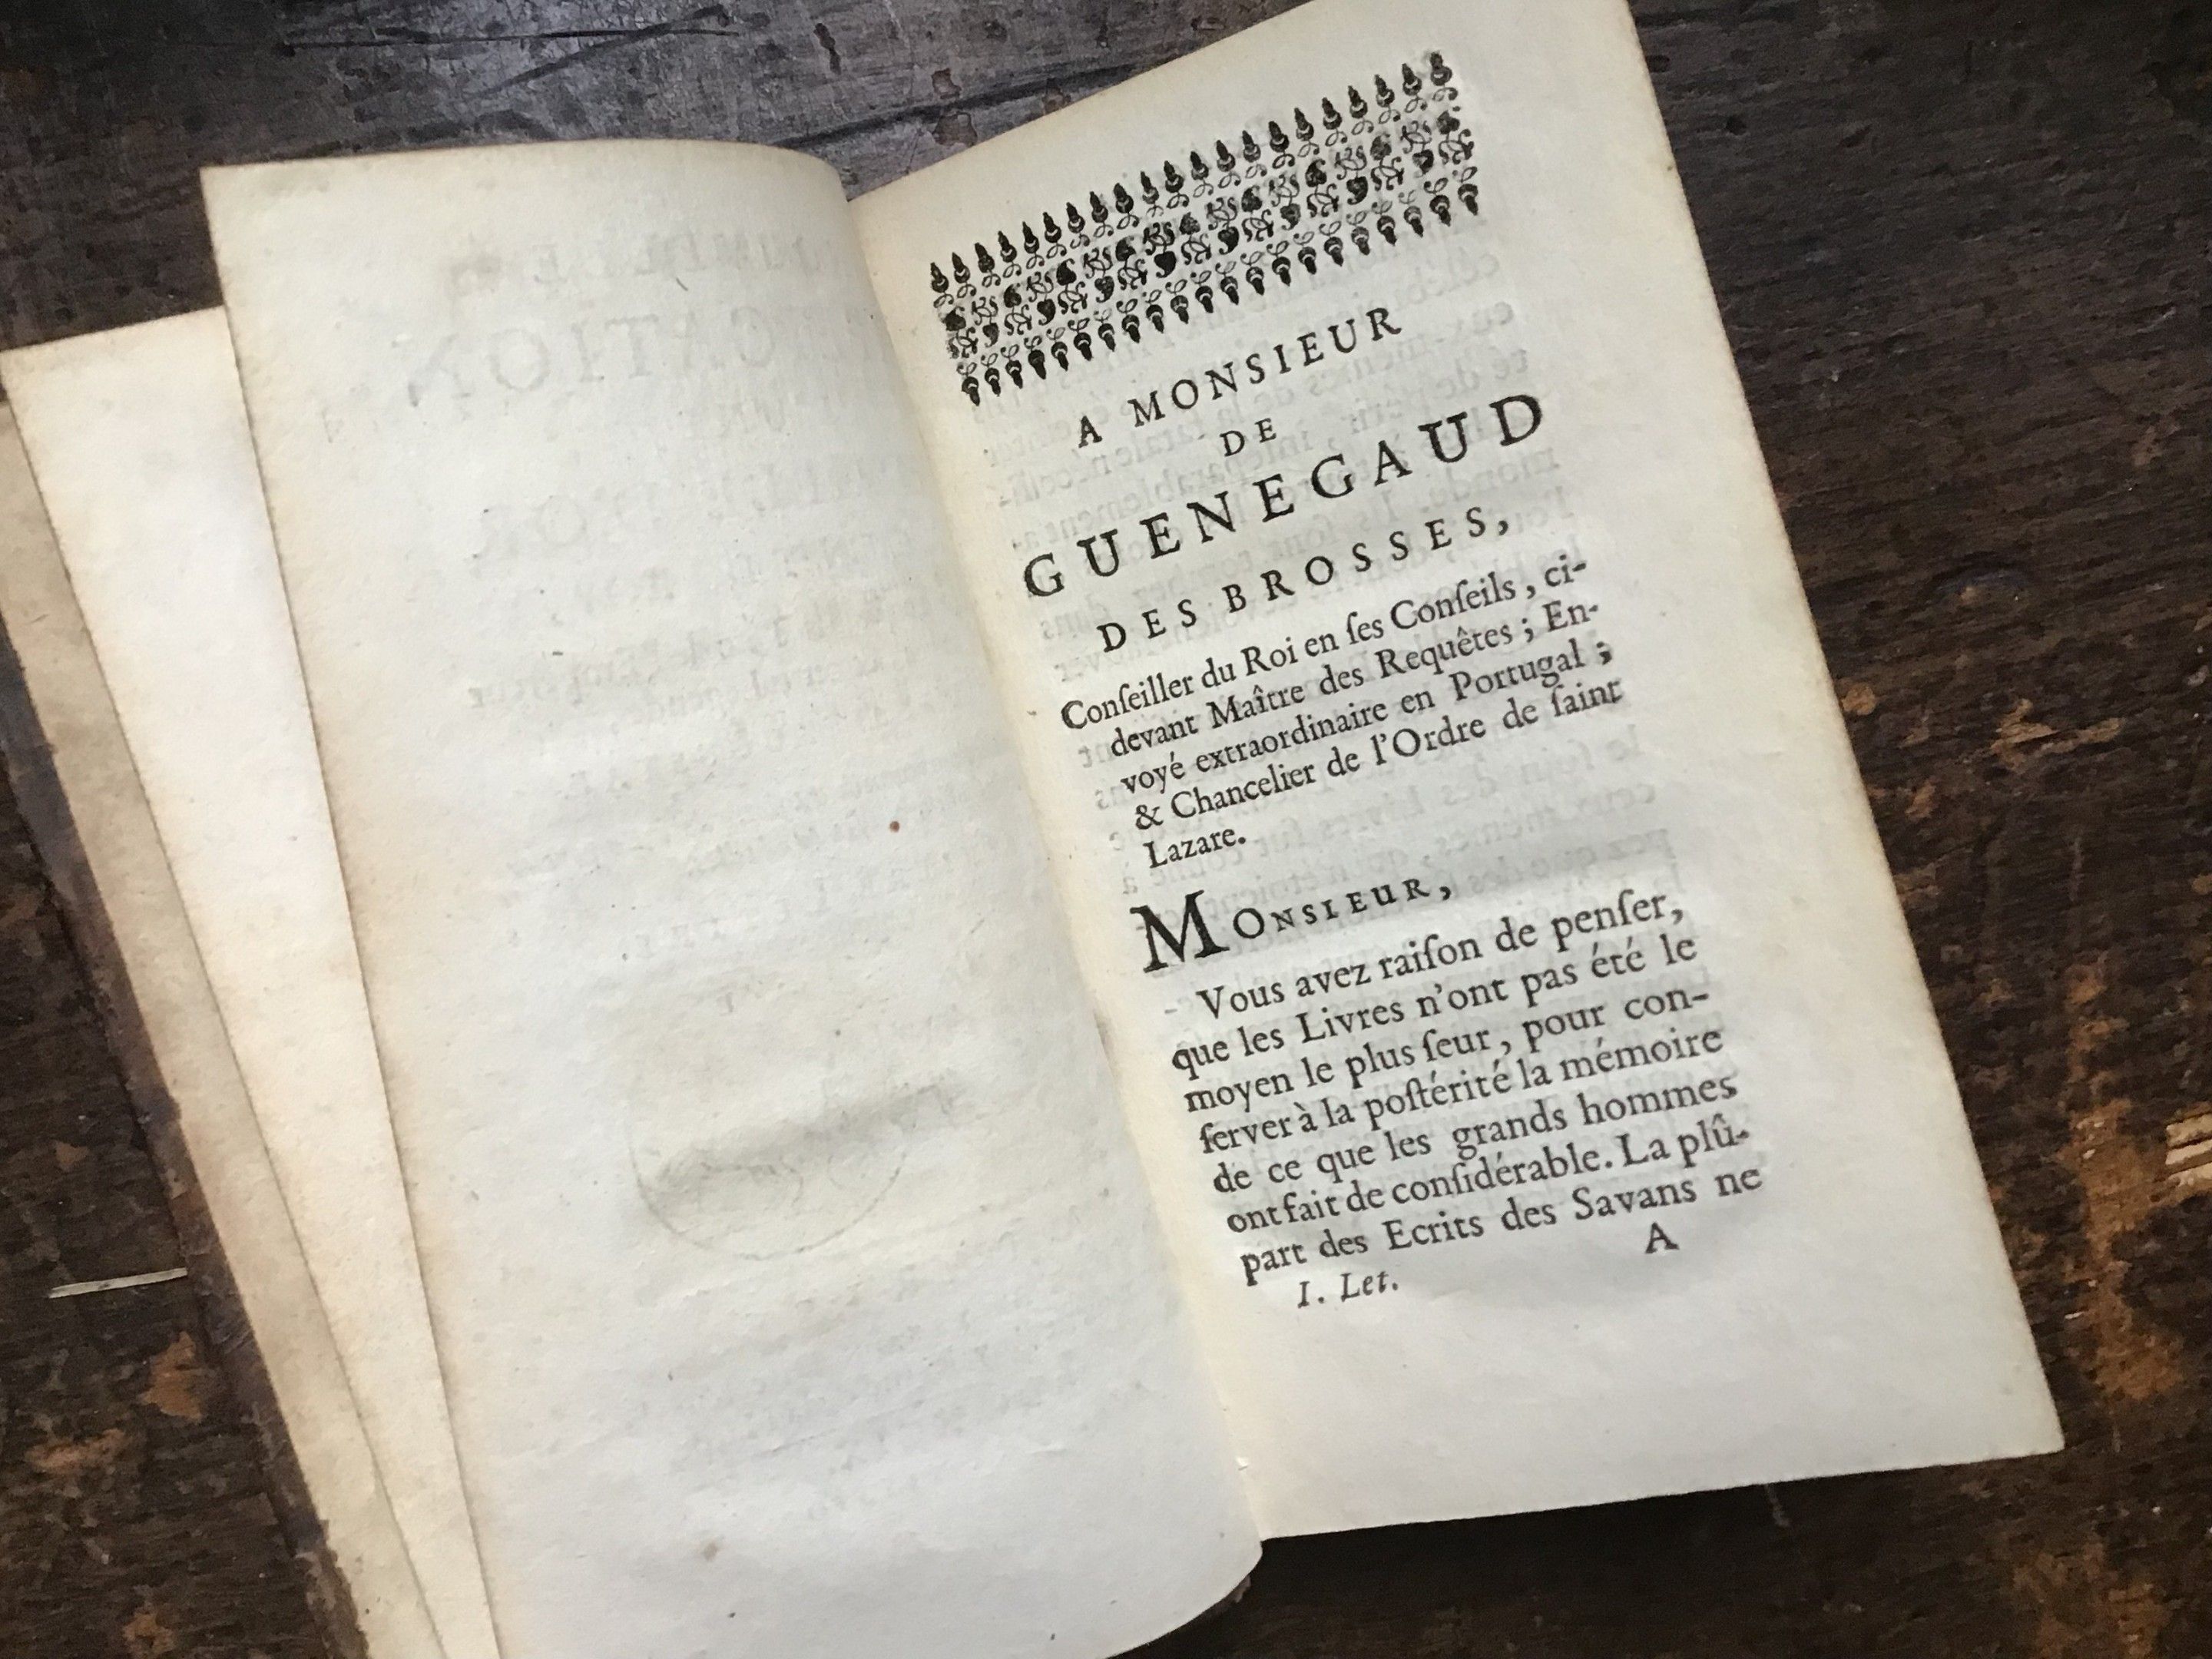 A MONSIEUR
DE
GUENEGAUD
DES BROSSES,
Conſeiller du Roi en ſes Conſeils, ci-
devant Maître des Requêtes; En-
voyé extraordinaire en Portugal;
& Chancelier de l'Ordre de ſaint
Lazare.
MONSIEUR,
Vous avez raiſon de penſer,
que les Livres n'ont pas été le
moyen le plus ſeur, pour con-
ſerver à la poſtérité la mémoire
de ce que les grands hommes
ont fait de conſidérable. La plû-
part des Ecrits des Savans ne
I. Let. A